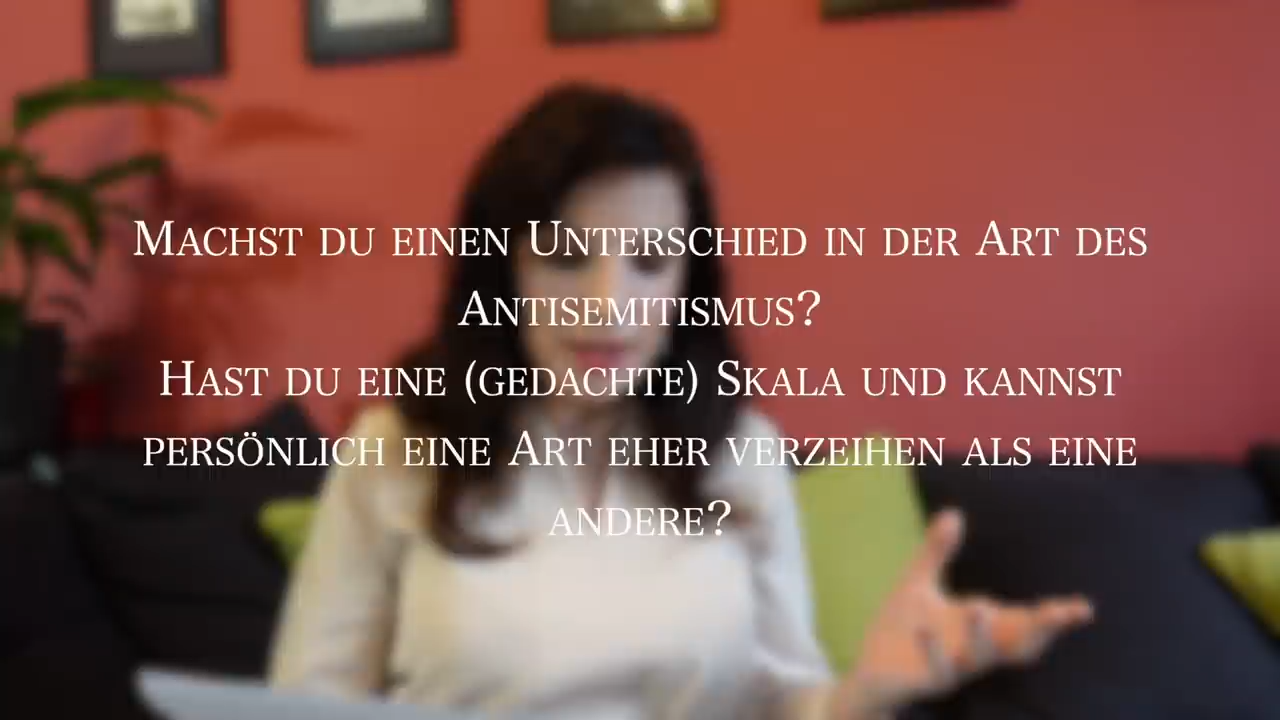 Machst du einen Unterschied in der Art des
Antisemitismus?
Hast du eine (gedachte) Skala und kannst
persönlich eine Art eher verzeihen als eine
andere?